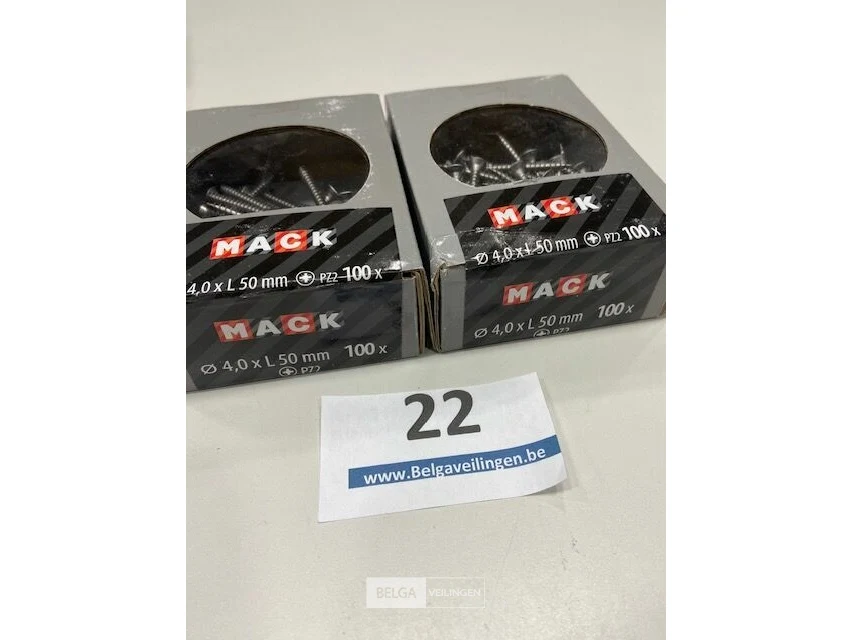 MACK
4,0 x L 50 mm PZ2 100 x
MACK
Ø 4,0 x L 50 mm 100 x
PZ2
MACK
Ø 4,0 x L 50 mm PZ2 100 x
MACK
Ø 4,0 x L 50 mm 100 x
PZ2
22
www.Belgaveilingen.be
BELGA VEILINGEN